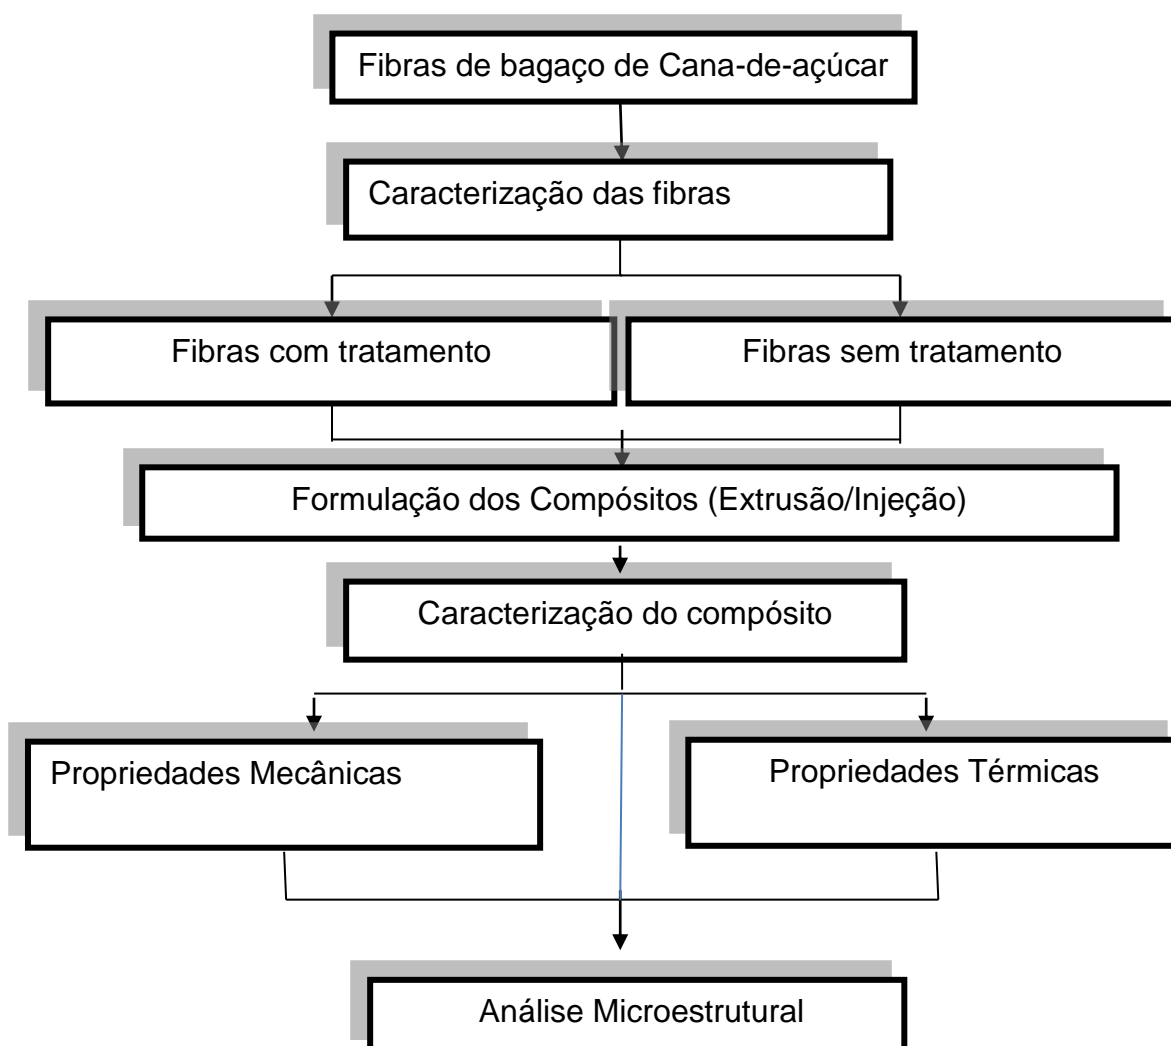 Fibras de bagaço de Cana-de-açúcar
Caracterização das fibras
Fibras com tratamento
Fibras sem tratamento
Formulação dos Compósitos (Extrusão/Injeção)
Caracterização do compósito
Propriedades Mecânicas
Propriedades Térmicas
Análise Microestrutural